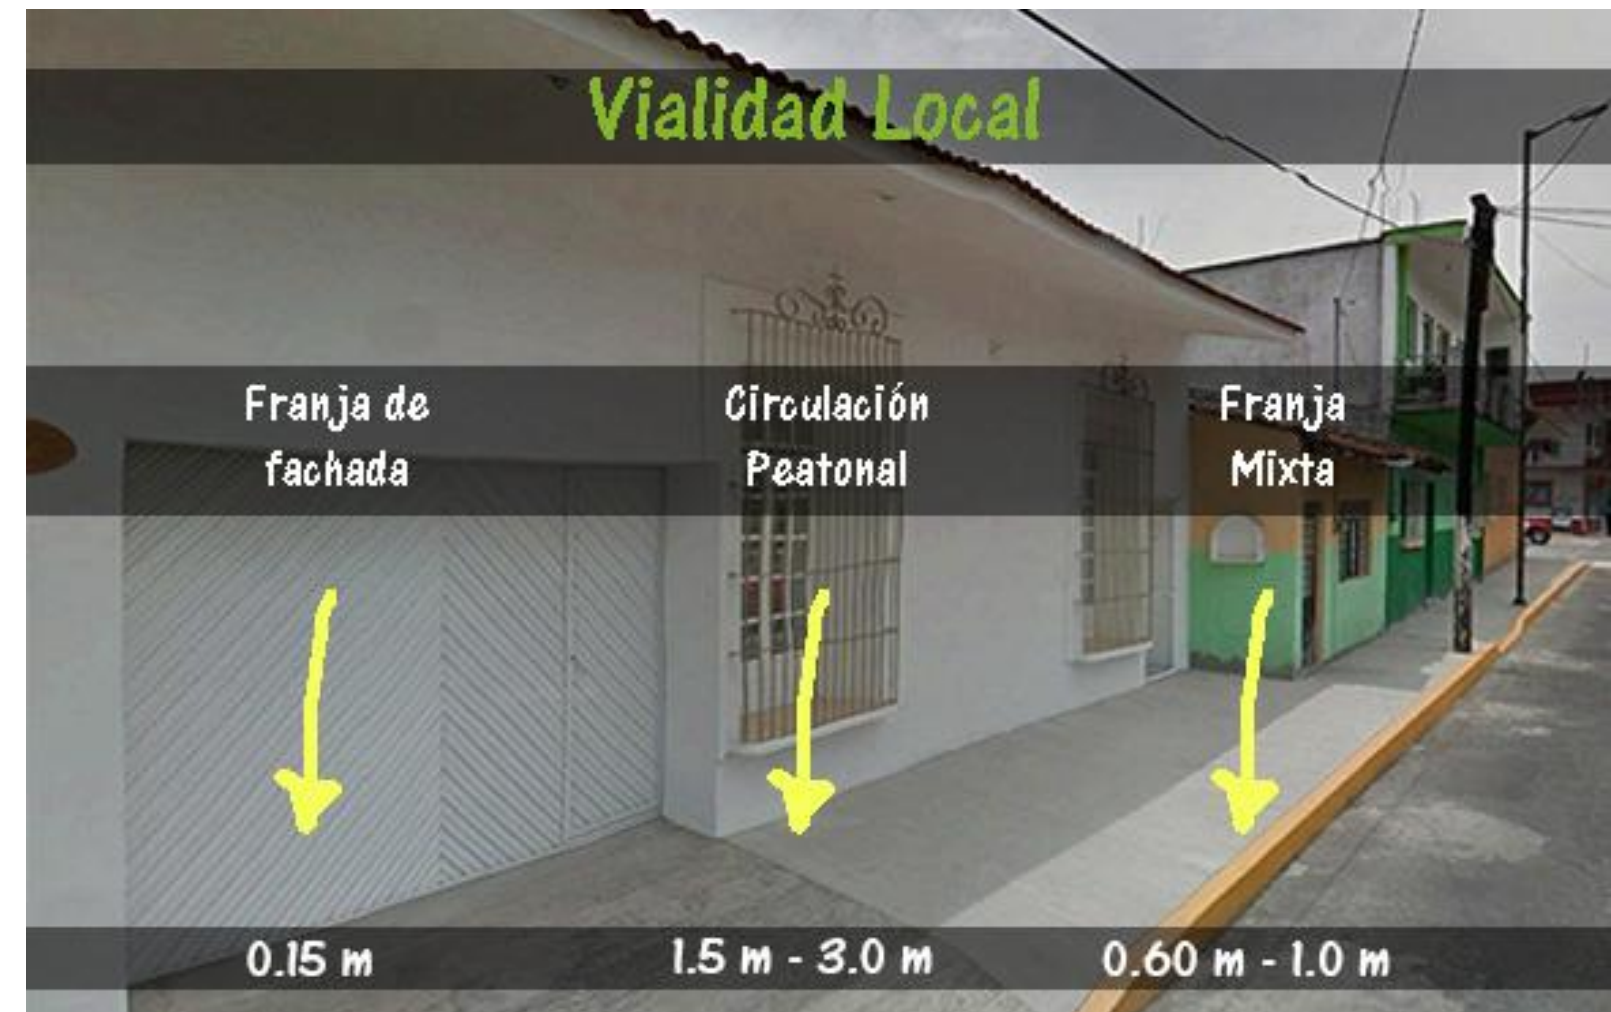 Vialidad Local
Franja de
fachada
Circulación
Peatonal
Franja
Mixta
0.15 m
1.5 m - 3.0 m
0.60 m - 1.0 m